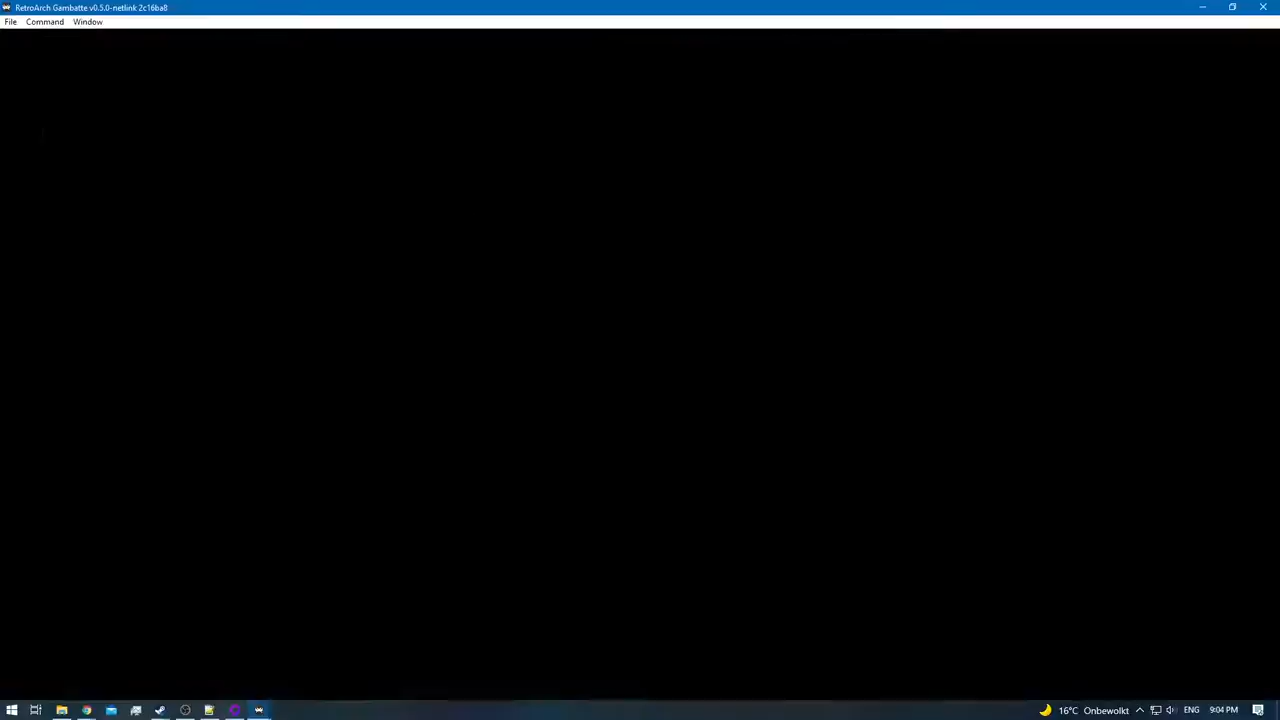 RetroArch Gambatte v0.5.0-netlink 2c16ba8
File Command Window
16°C Onbewolkt ENG 9:04 PM